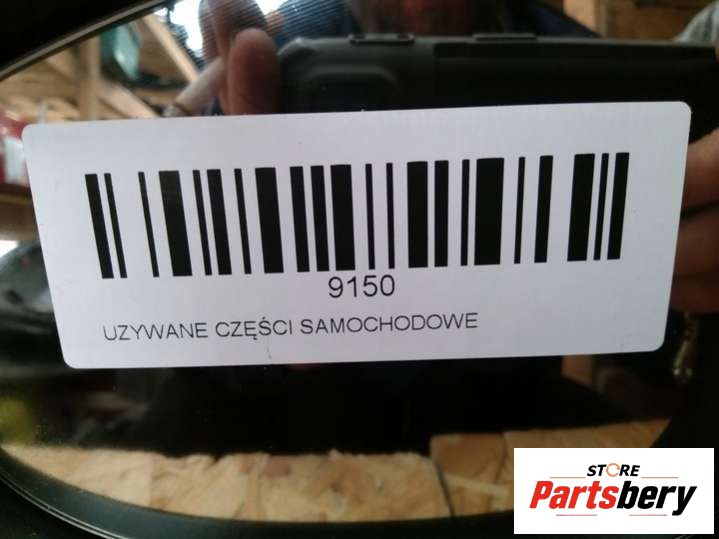 9150
UZYWANE CZĘŚCI SAMOCHODOWE
STORE
Partsbery